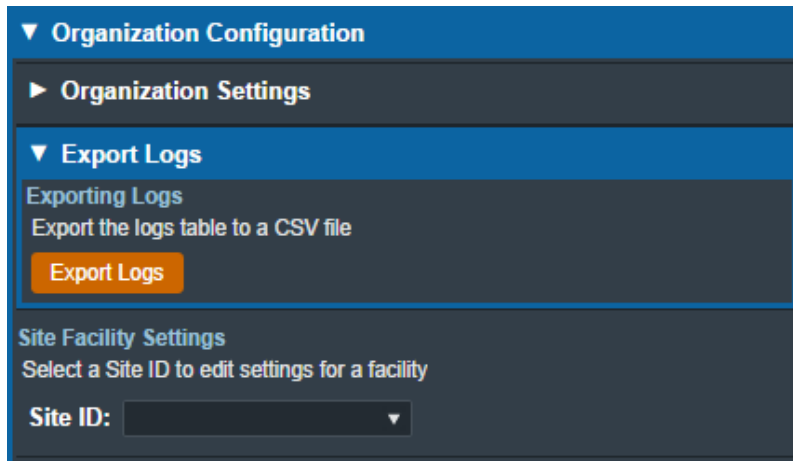 Organization Configuration
Organization Settings
Export Logs
Exporting Logs
Export the logs table to a CSV file
Export Logs
Site Facility Settings
Select a Site ID to edit settings for a facility
Site ID: